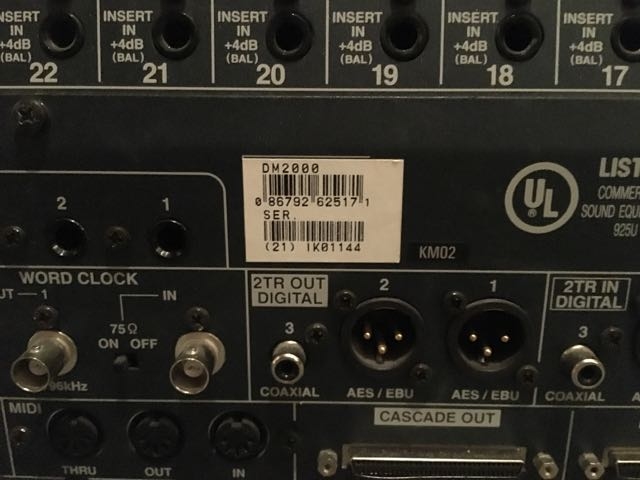 INSERT IN +4dB (BAL) 22
INSERT IN +4dB (BAL) 21
INSERT IN +4dB (BAL) 20
INSERT IN +4dB (BAL) 19
INSERT IN +4dB (BAL) 18
INSERT IN +4dB (BAL) 17
DM2000
0 86792 62517 1
SER.
(21) IK01144
KM02
UL
SOUND EQUI
925U
2 1
WORD CLOCK
1 IN
75Ω
ON OFF
96kHz
2TR OUT
DIGITAL
3 2 1
COAXIAL AES / EBU AES / EBU
2TR IN
DIGITAL
3
COAXIAL
MIDI
THRU OUT IN
CASCADE OUT